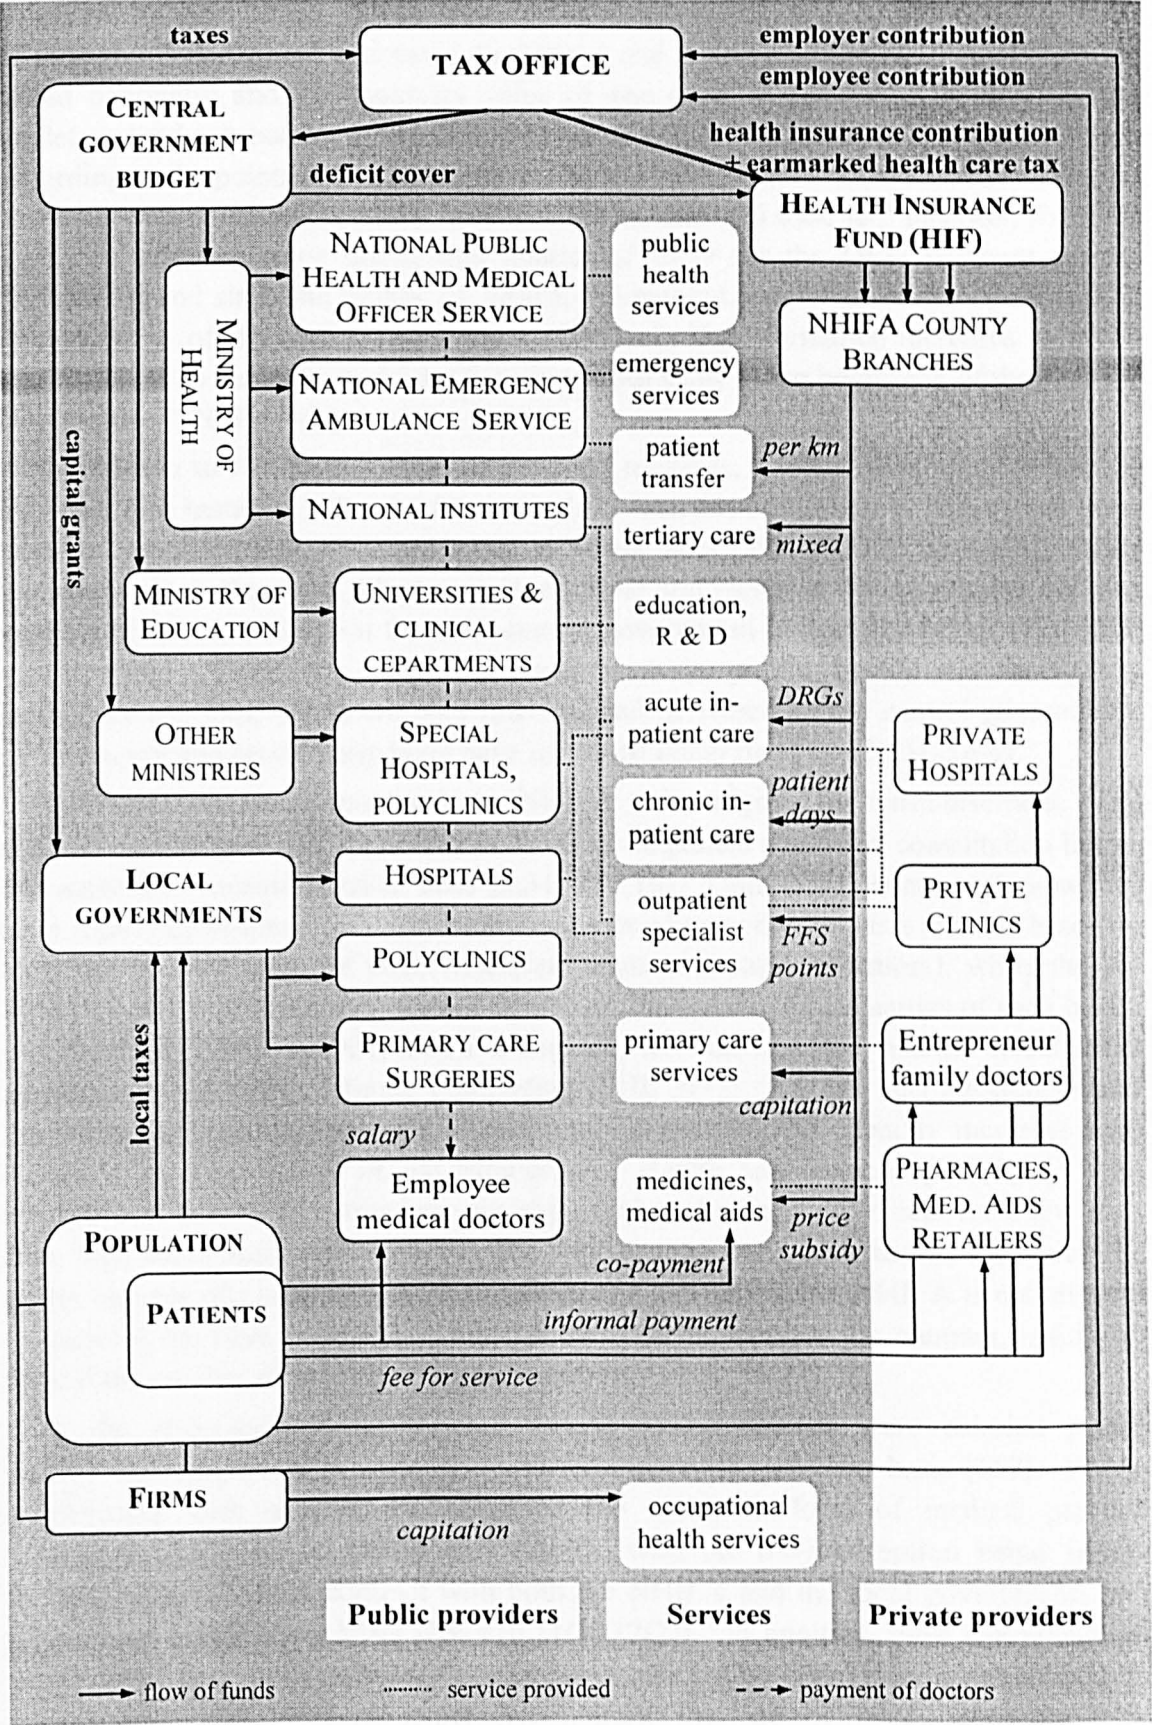 taxes
TAX OFFICE
employer contribution
employee contribution
CENTRAL
GOVERNMENT
BUDGET
health insurance contribution
+ earmarked health care tax
deficit cover
HEALTH INSURANCE
FUND (HIF)
NATIONAL PUBLIC
HEALTH AND MEDICAL
OFFICER SERVICE
public
health
services
NHIFA COUNTY
BRANCHES
MINISTRY OF
HEALTH
NATIONAL EMERGENCY
AMBULANCE SERVICE
emergency
services
patient
transfer
per km
capital grants
NATIONAL INSTITUTES
tertiary care
mixed
MINISTRY OF
EDUCATION
UNIVERSITIES &
CLINICAL
CEPARTMENTS
education,
R & D
OTHER
MINISTRIES
SPECIAL
HOSPITALS,
POLYCLINICS
acute in-
patient care
DRGs
PRIVATE
HOSPITALS
chronic in-
patient care
patient
days
LOCAL
GOVERNMENTS
HOSPITALS
outpatient
specialist
services
FFS
points
PRIVATE
CLINICS
POLYCLINICS
local taxes
PRIMARY CARE
SURGERIES
primary care
services
capitation
Entrepreneur
family doctors
salary
Employee
medical doctors
medicines,
medical aids
price
subsidy
PHARMACIES,
MED. AIDS
RETAILERS
POPULATION
PATIENTS
co-payment
informal payment
fee for service
FIRMS
capitation
occupational
health services
Public providers
Services
Private providers
flow of funds
service provided
payment of doctors